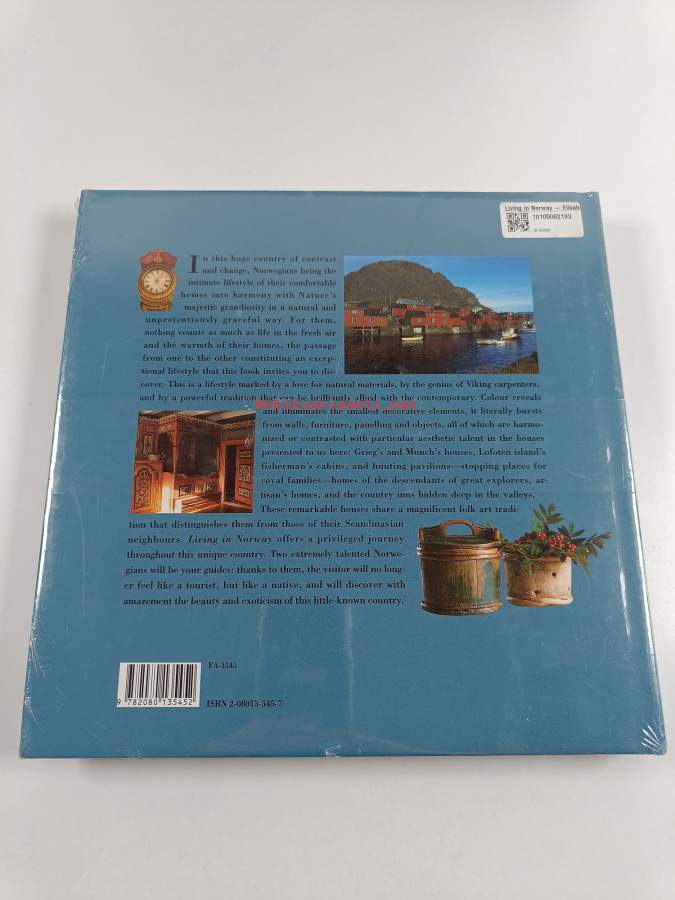 Living in Norway – Elisab
10105062193
In this huge country of contrast
and change, Norwegians bring the
intimate lifestyle of their comfortable
homes into harmony with Nature's
majestic grandiosity in a natural and
unpretentiously graceful way. For them,
nothing counts as much as life in the fresh air
and the warmth of their homes, the passage
from one to the other constituting an excep-
tional lifestyle that this book invites you to dis-
cover. This is a lifestyle marked by a love for natural materials, by the genius of Viking carpenters,
and by a powerful tradition that can be brilliantly allied with the contemporary. Colour reveals
and illuminates the smallest decorative elements, it literally bursts
from walls, furniture, panelling and objects, all of which are harmo-
nized or contrasted with particular aesthetic talent in the houses
presented to us here: Grieg's and Munch's houses, Lofoten island's
fisherman's cabins, and hunting pavilions—stopping places for
royal families—homes of the descendants of great explorers, ar-
tisan's homes, and the country inns hidden deep in the valleys.
These remarkable houses share a magnificent folk art tradi-
tion that distinguishes them from those of their Scandinavian
neighbours. Living in Norway offers a privileged journey
throughout this unique country. Two extremely talented Norwe-
gians will be your guides: thanks to them, the visitor will no long-
er feel like a tourist, but like a native, and will discover with
amazement the beauty and exoticism of this little-known country.
FA-3545
9 782080 135452
ISBN 2-08013-545-7